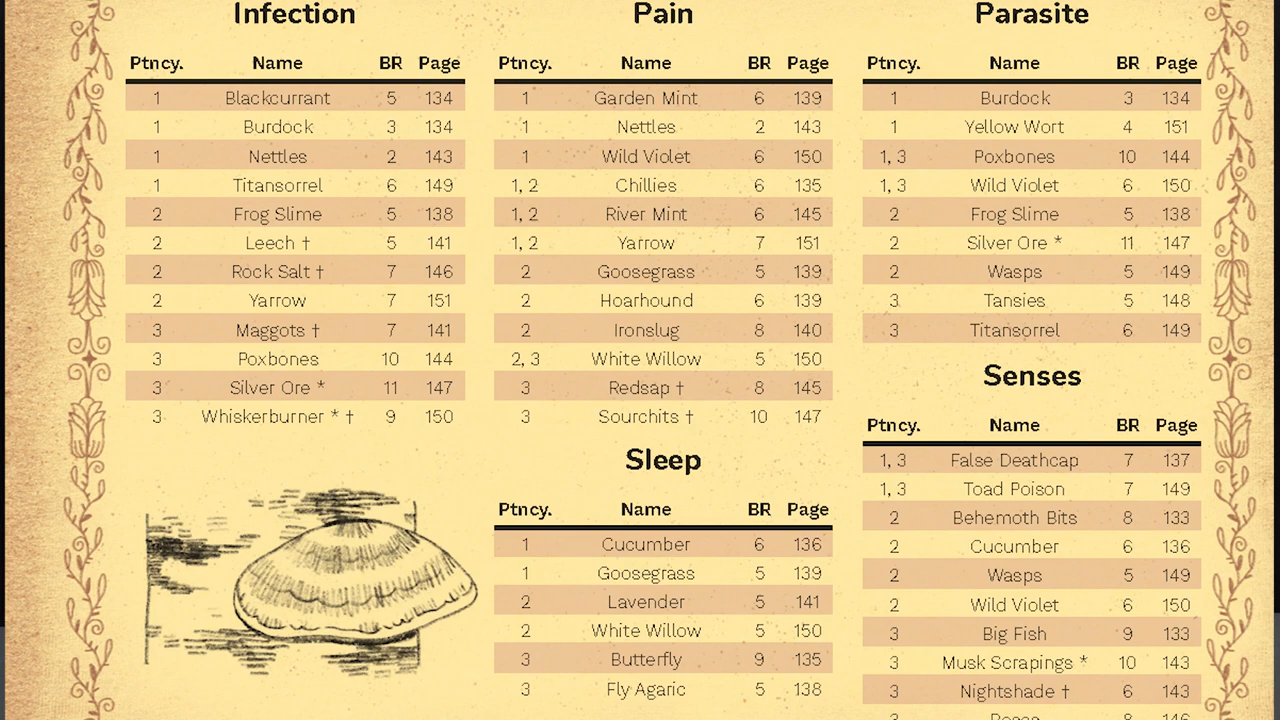 Infection
Ptncy. Name BR Page
1 Blackcurrant 5 134
1 Burdock 3 134
1 Nettles 2 143
1 Titansorrel 6 149
2 Frog Slime 5 138
2 Leech † 5 141
2 Rock Salt † 7 146
2 Yarrow 7 151
3 Maggots † 7 141
3 Poxbones 10 144
3 Silver Ore * 11 147
3 Whiskerburner * † 9 150
Pain
Ptncy. Name BR Page
1 Garden Mint 6 139
1 Nettles 2 143
1 Wild Violet 6 150
1, 2 Chillies 6 135
1, 2 River Mint 6 145
1, 2 Yarrow 7 151
2 Goosegrass 5 139
2 Hoarhound 6 139
2 Ironslug 8 140
2, 3 White Willow 5 150
3 Redsap † 8 145
3 Sourchits † 10 147
Sleep
Ptncy. Name BR Page
1 Cucumber 6 136
1 Goosegrass 5 139
2 Lavender 5 141
2 White Willow 5 150
3 Butterfly 9 135
3 Fly Agaric 5 138
Parasite
Ptncy. Name BR Page
1 Burdock 3 134
1 Yellow Wort 4 151
1, 3 Poxbones 10 144
1, 3 Wild Violet 6 150
2 Frog Slime 5 138
2 Silver Ore * 11 147
2 Wasps 5 149
3 Tansies 5 148
3 Titansorrel 6 149
Senses
Ptncy. Name BR Page
1, 3 False Deathcap 7 137
1, 3 Toad Poison 7 149
2 Behemoth Bits 8 133
2 Cucumber 6 136
2 Wasps 5 149
2 Wild Violet 6 150
3 Big Fish 9 133
3 Musk Scrapings * 10 143
3 Nightshade † 6 143